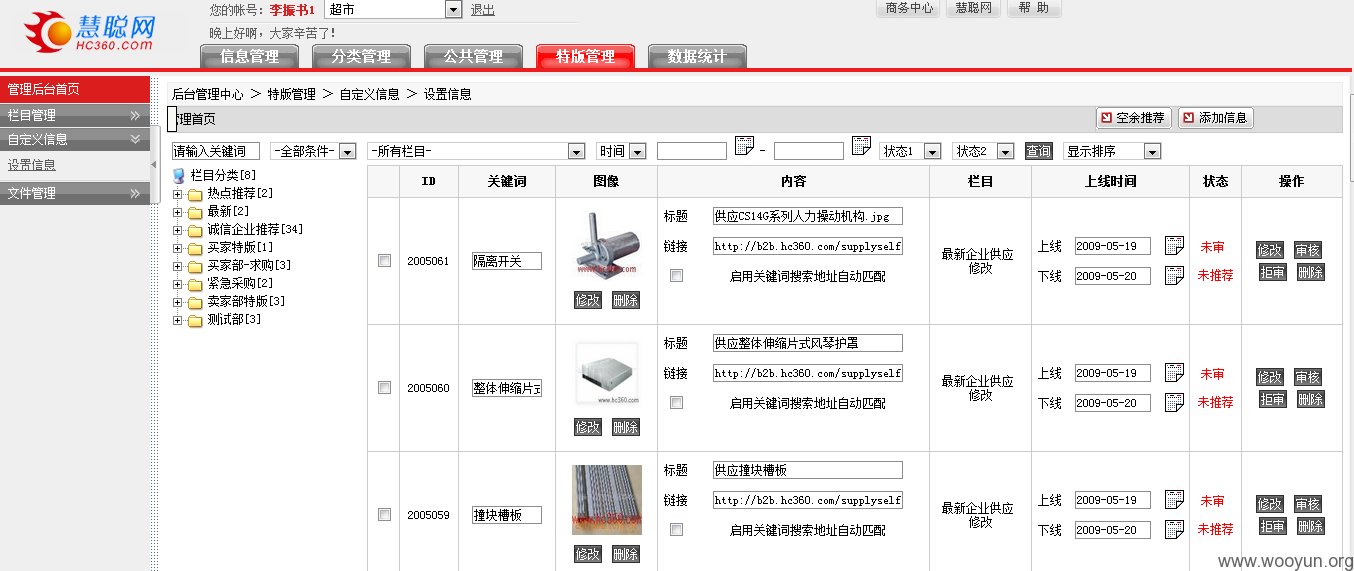 慧聪网
HC360.com
您的帐号: 李振书1 超市 退出
晚上好啊，大家辛苦了!
商务中心 慧聪网 帮 助
信息管理 分类管理 公共管理 特版管理 数据统计
管理后台首页
栏目管理
自定义信息
设置信息
文件管理
后台管理中心 > 特版管理 > 自定义信息 > 设置信息
管理首页
空余推荐 添加信息
请输入关键词 -全部条件- -所有栏目- 时间 - 状态1 状态2 查询 显示排序
栏目分类[8]
热点推荐[2]
最新[2]
诚信企业推荐[34]
买家特版[1]
买家部-求购[3]
紧急采购[2]
卖家部特版[3]
测试部[3]
ID 关键词 图像 内容 栏目 上线时间 状态 操作
2005061 隔离开关
www.hc360.com
修改 删除
标题 供应CS14G系列人力操动机构.jpg
链接 http://b2b.hc360.com/supplyself
启用关键词搜索地址自动匹配
最新企业供应
修改
上线 2009-05-19
下线 2009-05-20
未审
未推荐
修改 审核
拒审 删除
2005060 整体伸缩片式
www.hc360.com
修改 删除
标题 供应整体伸缩片式风琴护罩
链接 http://b2b.hc360.com/supplyself
启用关键词搜索地址自动匹配
最新企业供应
修改
上线 2009-05-19
下线 2009-05-20
未审
未推荐
修改 审核
拒审 删除
2005059 撞块槽板
www.hc360.com
修改 删除
标题 供应撞块槽板
链接 http://b2b.hc360.com/supplyself
启用关键词搜索地址自动匹配
最新企业供应
修改
上线 2009-05-19
下线 2009-05-20
未审
未推荐
修改 审核
拒审 删除
www.wooyun.org